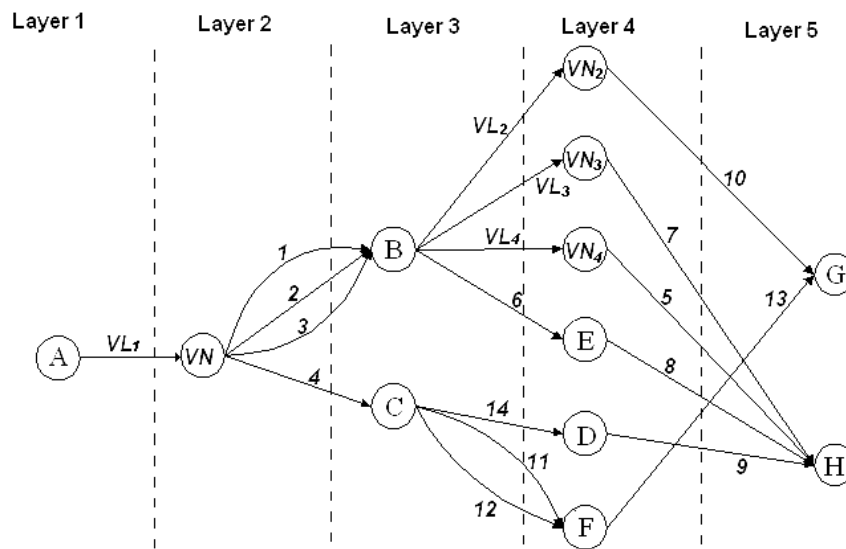 Layer 1 Layer 2 Layer 3 Layer 4 Layer 5
VN2
VL2
VN3
10
VL3
7
1 B VL4 VN4
G
2 6 5 13
3
A VL1 VN E
8
4
C 14 D
11 9 H
12 F